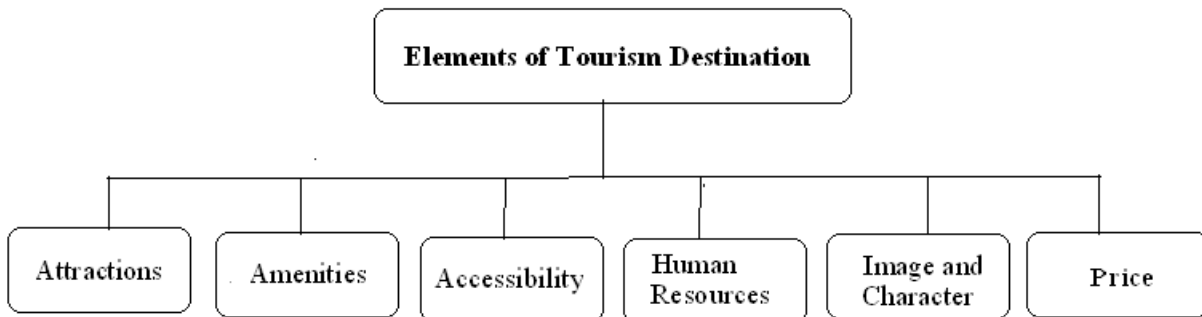 Elements of Tourism Destination
Attractions
Amenities
Accessibility
Human
Resources
Image and
Character
Price